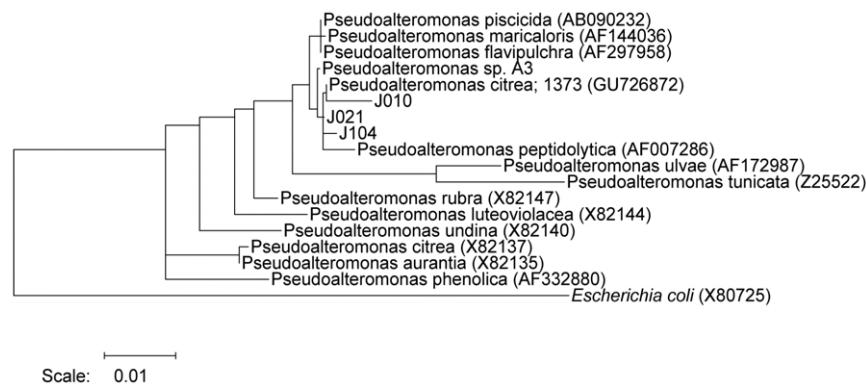 Pseudoalteromonas piscicida (AB090232)
Pseudoalteromonas maricaloris (AF144036)
Pseudoalteromonas flavipulchra (AF297958)
Pseudoalteromonas sp. A3
Pseudoalteromonas citrea; 1373 (GU726872)
J010
J021
J104
Pseudoalteromonas peptidolytica (AF007286)
Pseudoalteromonas ulvae (AF172987)
Pseudoalteromonas tunicata (Z25522)
Pseudoalteromonas rubra (X82147)
Pseudoalteromonas luteoviolacea (X82144)
Pseudoalteromonas undina (X82140)
Pseudoalteromonas citrea (X82137)
Pseudoalteromonas aurantia (X82135)
Pseudoalteromonas phenolica (AF332880)
Escherichia coli (X80725)
Scale: 0.01